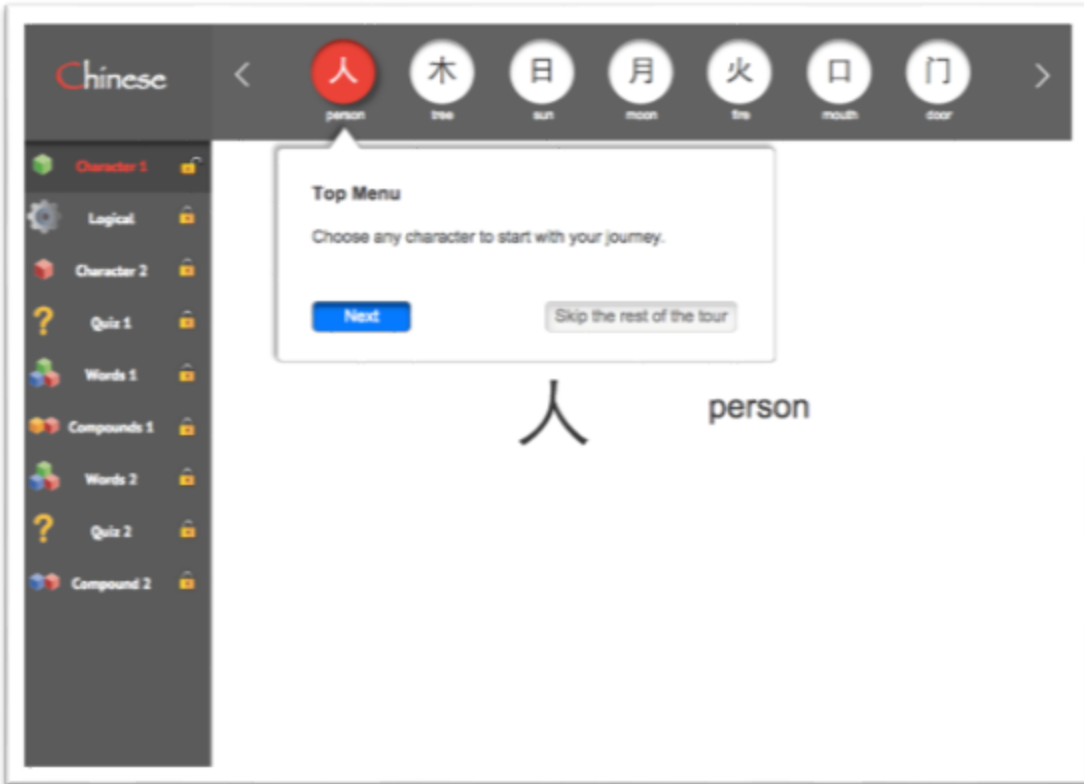 Chinese
人 木 日 月 火 口 门
person tree sun moon fire mouth door
Character 1
Logical
Character 2
Quiz 1
Words 1
Compounds 1
Words 2
Quiz 2
Compound 2
Top Menu
Choose any character to start with your journey.
Next Skip the rest of the tour
人 person